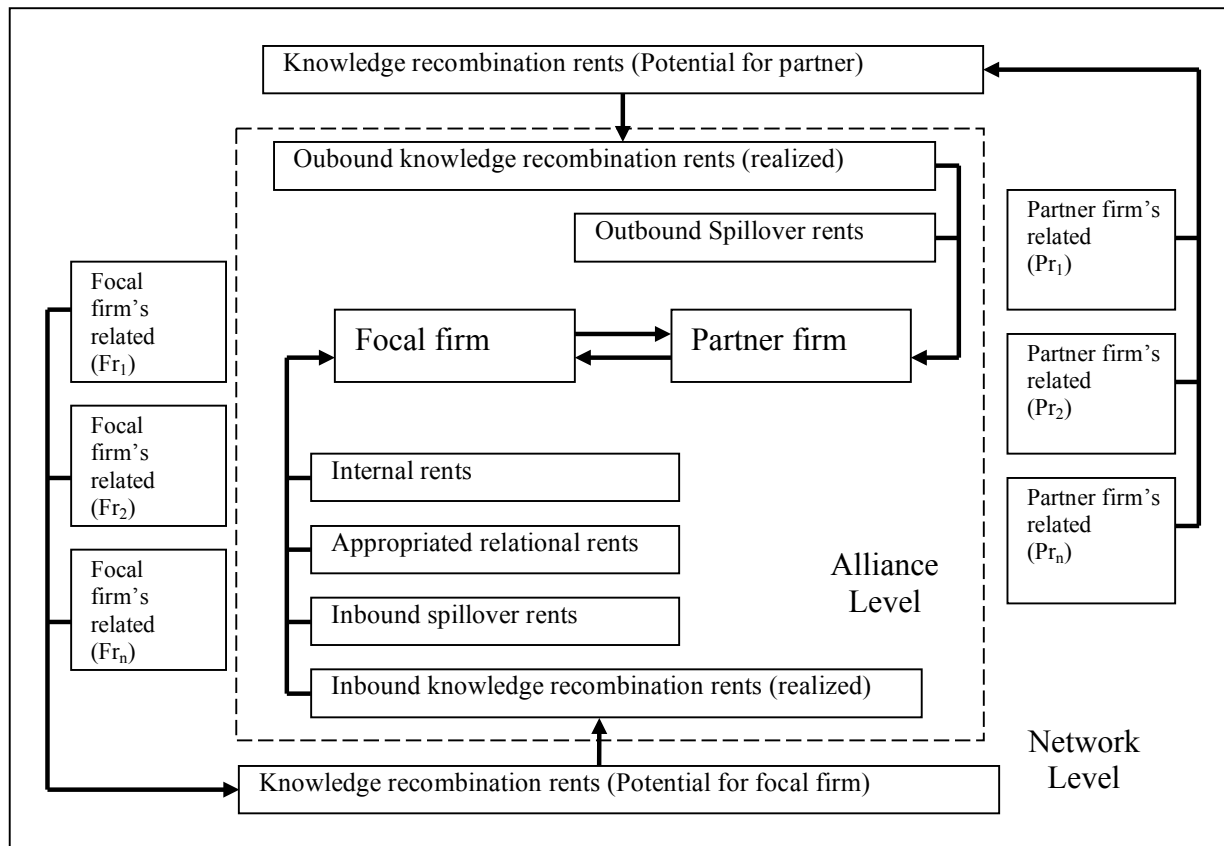 Knowledge recombination rents (Potential for partner)
Oubound knowledge recombination rents (realized)
Outbound Spillover rents
Partner firm's
related
(Pr1)
Focal
firm's
related
(Fr1)
Focal firm
Partner firm
Partner firm's
related
(Pr2)
Focal
firm's
related
(Fr2)
Internal rents
Partner firm's
related
(Prn)
Appropriated relational rents
Alliance
Level
Focal
firm's
related
(Frn)
Inbound spillover rents
Inbound knowledge recombination rents (realized)
Network
Level
Knowledge recombination rents (Potential for focal firm)